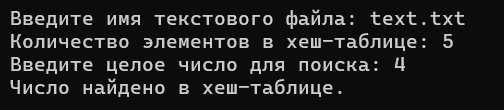 Введите имя текстового файла: text.txt
Количество элементов в хеш-таблице: 5
Введите целое число для поиска: 4
Число найдено в хеш-таблице.